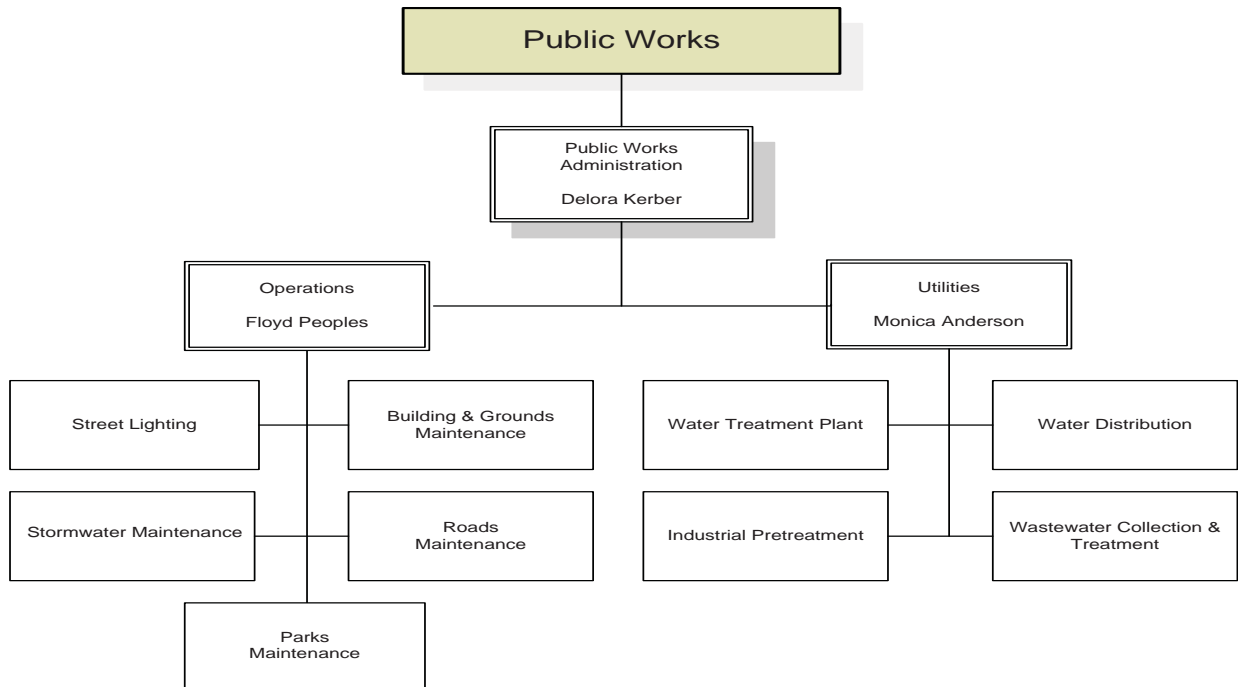 Public Works
Public Works
Administration
Delora Kerber
Operations
Floyd Peoples
Utilities
Monica Anderson
Street Lighting
Building & Grounds
Maintenance
Water Treatment Plant
Water Distribution
Stormwater Maintenance
Roads
Maintenance
Industrial Pretreatment
Wastewater Collection &
Treatment
Parks
Maintenance